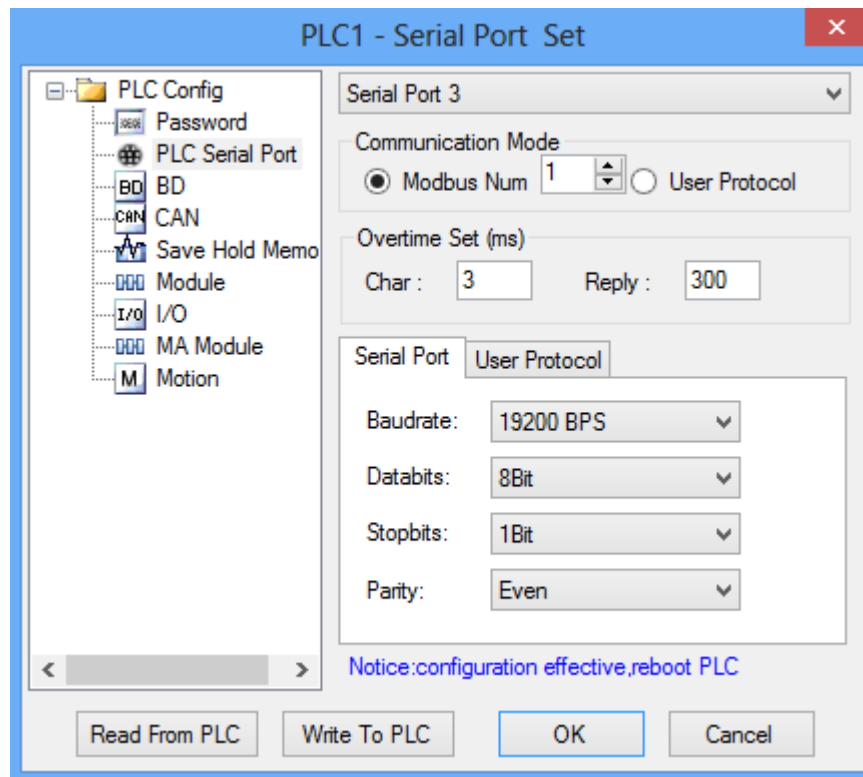 PLC1 - Serial Port Set
PLC Config
Password
PLC Serial Port
BD BD
CAN CAN
Save Hold Memo
Module
I/O I/O
MA Module
M Motion
Serial Port 3
Communication Mode
Modbus Num 1 User Protocol
Overtime Set (ms)
Char : 3 Reply : 300
Serial Port User Protocol
Baudrate: 19200 BPS
Databits: 8Bit
Stopbits: 1Bit
Parity: Even
Notice:configuration effective,reboot PLC
Read From PLC Write To PLC OK Cancel